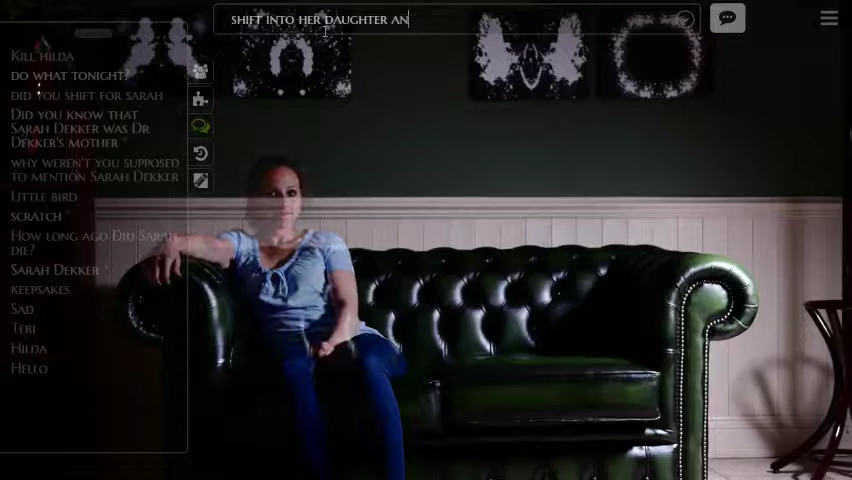 SHIFT INTO HER DAUGHTER AN
KILL HILDA
DO WHAT TONIGHT?
DID YOU SHIFT FOR SARAH
DID YOU KNOW THAT
SARAH DEKKER WAS DR
DEKKER'S MOTHER
WHY WEREN'T YOU SUPPOSED
TO MENTION SARAH DEKKER
LITTLE BIRD
SCRATCH
HOW LONG AGO DID SARAH
DIE?
SARAH DEKKER
KEEPSAKES
SAD
TERI
HILDA
HELLO